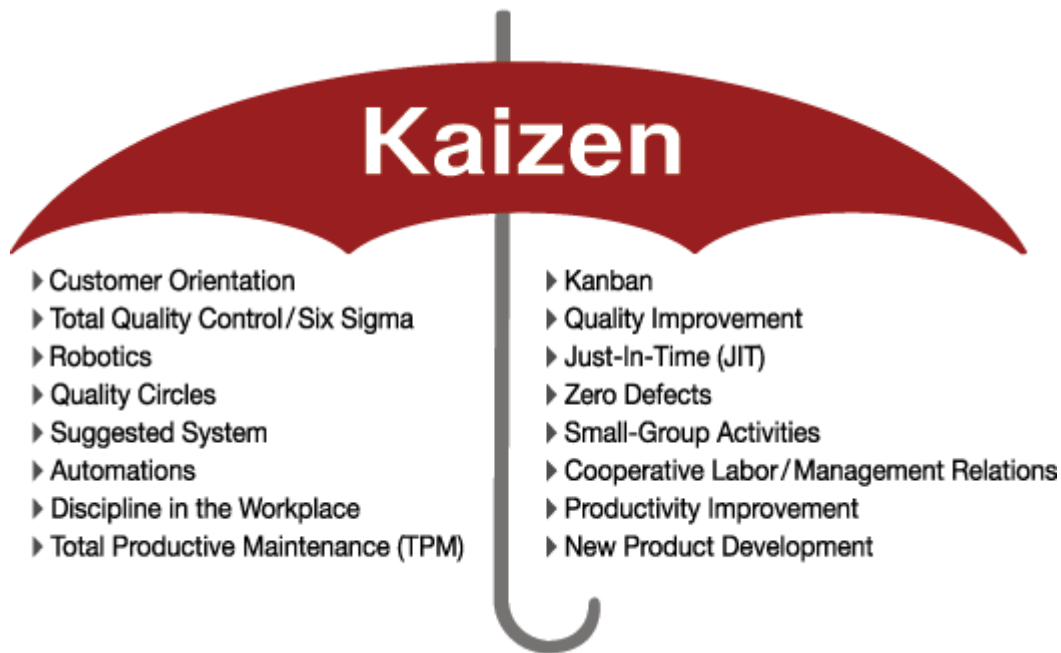 Kaizen
Customer Orientation
Total Quality Control/Six Sigma
Robotics
Quality Circles
Suggested System
Automations
Discipline in the Workplace
Total Productive Maintenance (TPM)
Kanban
Quality Improvement
Just-In-Time (JIT)
Zero Defects
Small-Group Activities
Cooperative Labor/Management Relations
Productivity Improvement
New Product Development